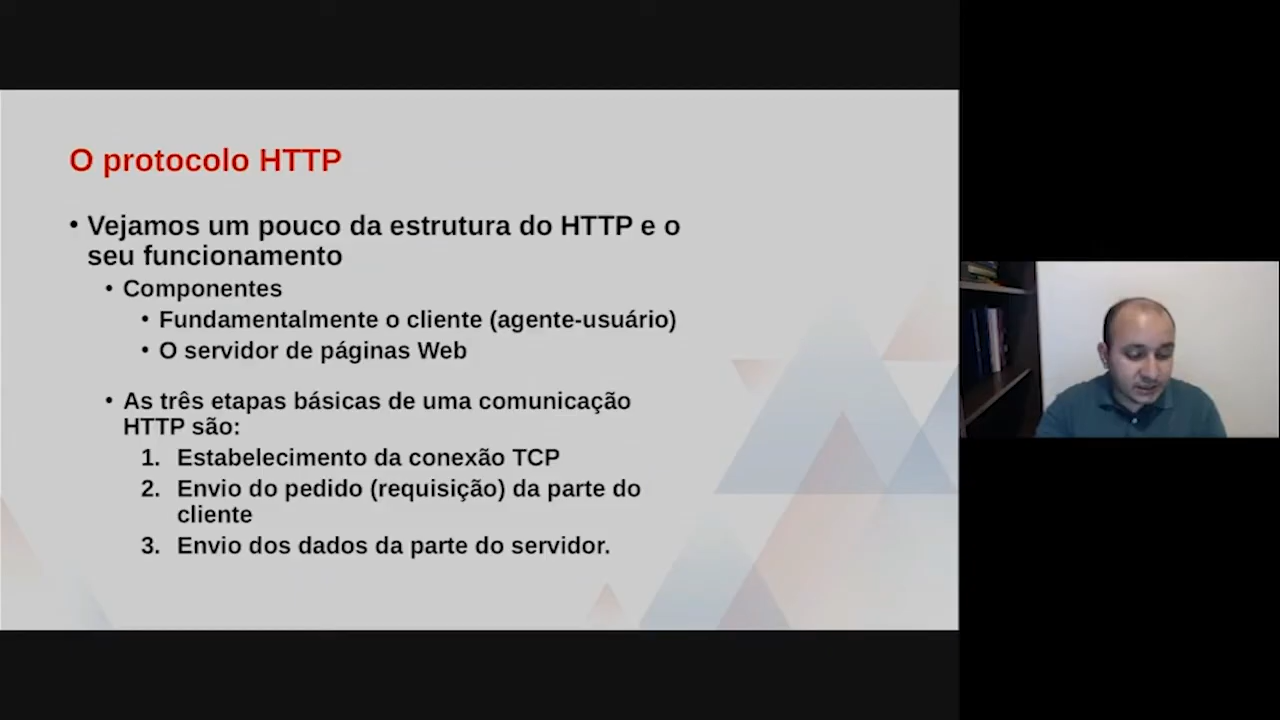 O protocolo HTTP
• Vejamos um pouco da estrutura do HTTP e o
seu funcionamento
• Componentes
• Fundamentalmente o cliente (agente-usuário)
• O servidor de páginas Web
• As três etapas básicas de uma comunicação
HTTP são:
1. Estabelecimento da conexão TCP
2. Envio do pedido (requisição) da parte do
cliente
3. Envio dos dados da parte do servidor.